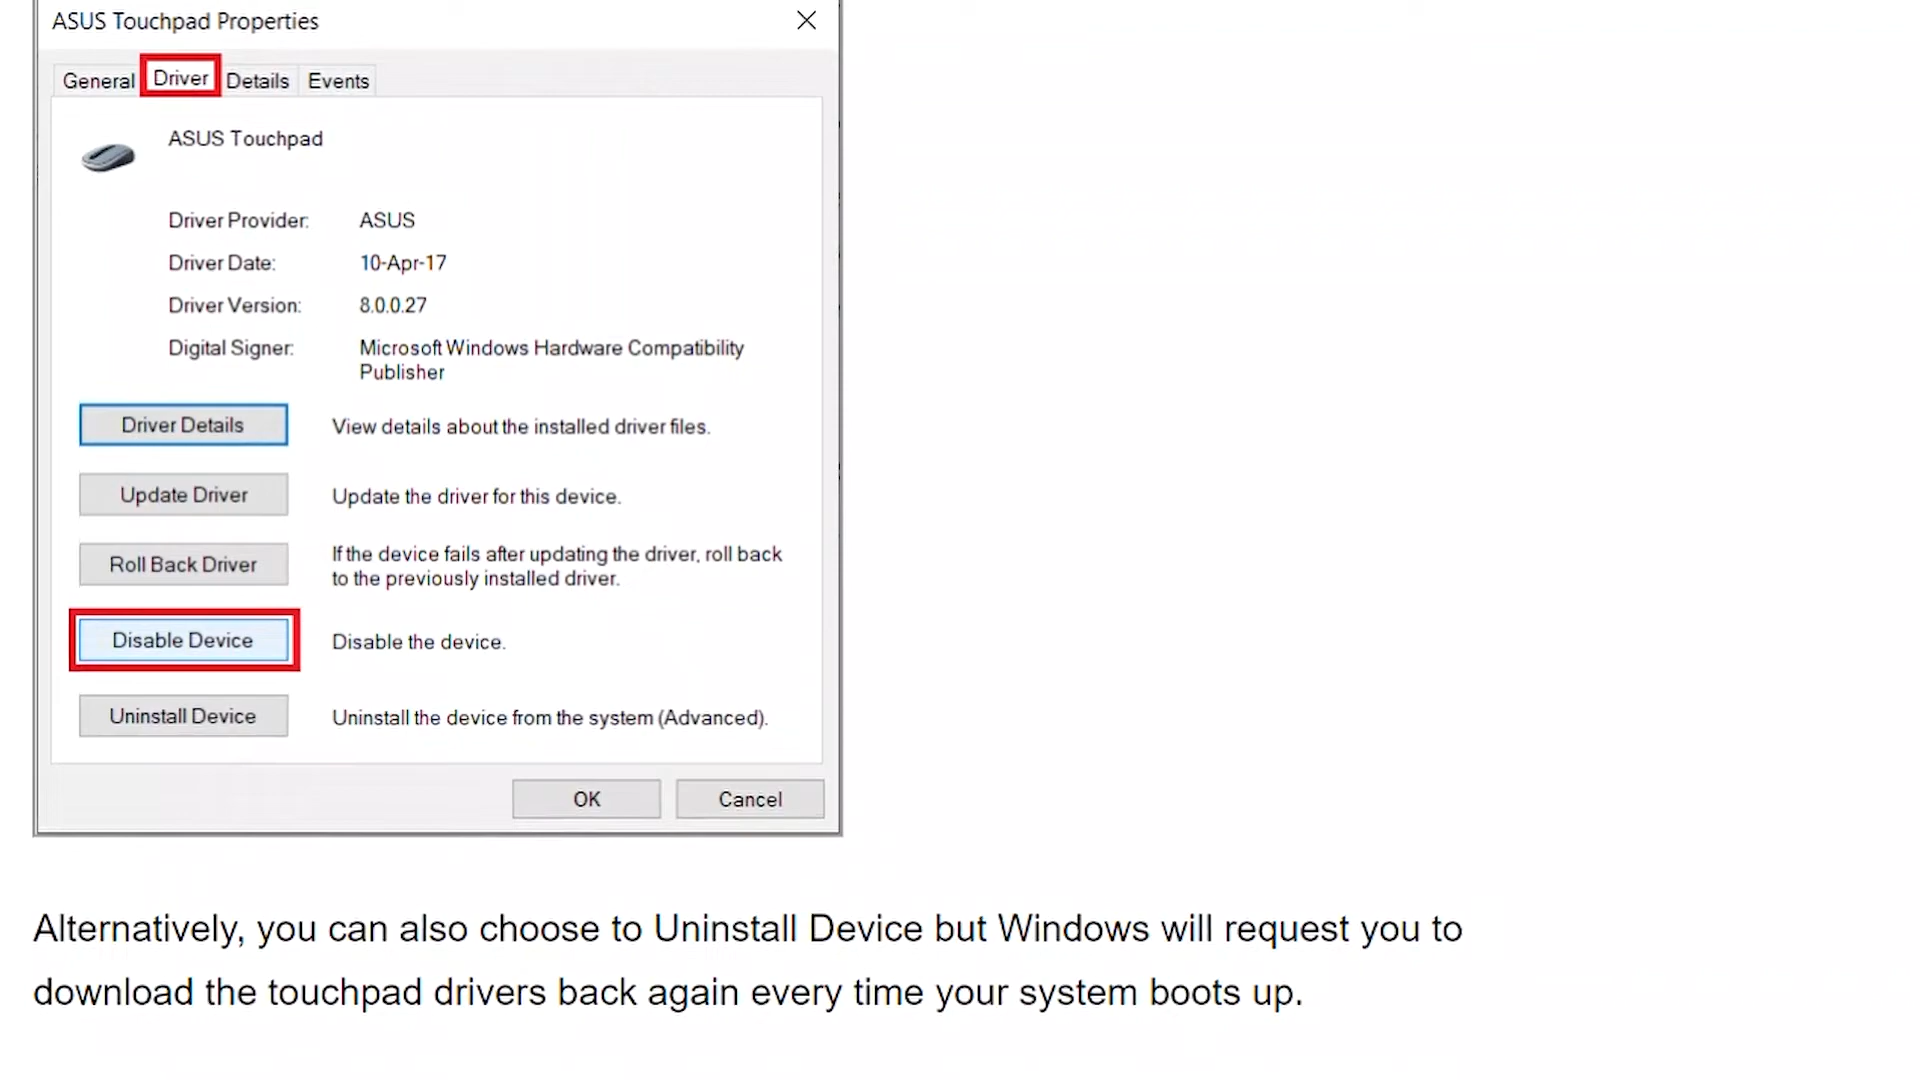 ASUS Touchpad Properties
General Driver Details Events
ASUS Touchpad
Driver Provider: ASUS
Driver Date: 10-Apr-17
Driver Version: 8.0.0.27
Digital Signer: Microsoft Windows Hardware Compatibility
Publisher
Driver Details View details about the installed driver files.
Update Driver Update the driver for this device.
Roll Back Driver If the device fails after updating the driver, roll back
to the previously installed driver.
Disable Device Disable the device.
Uninstall Device Uninstall the device from the system (Advanced).
OK Cancel
Alternatively, you can also choose to Uninstall Device but Windows will request you to
download the touchpad drivers back again every time your system boots up.